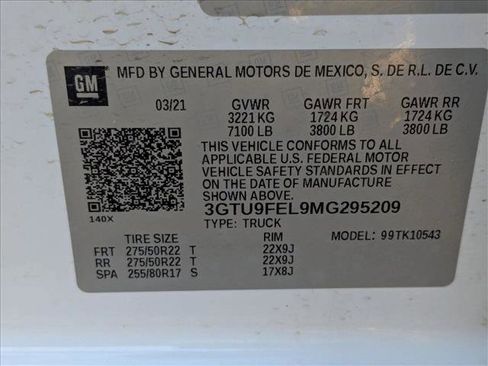 GM MFD BY GENERAL MOTORS DE MEXICO, S. DE R.L. DE C.V.
03/21 GVWR GAWR FRT GAWR RR
3221 KG 1724 KG 1724 KG
7100 LB 3800 LB 3800 LB
THIS VEHICLE CONFORMS TO ALL
APPLICABLE U.S. FEDERAL MOTOR
VEHICLE SAFETY STANDARDS IN EFFECT
ON THE DATE OF MANUFACTURE
SHOWN ABOVE.
3GTU9FEL9MG295209
140X TYPE: TRUCK
TIRE SIZE RIM MODEL: 99TK10543
FRT 275/50R22 T 22X9J
RR 275/50R22 T 22X9J
SPA 255/80R17 S 17X8J